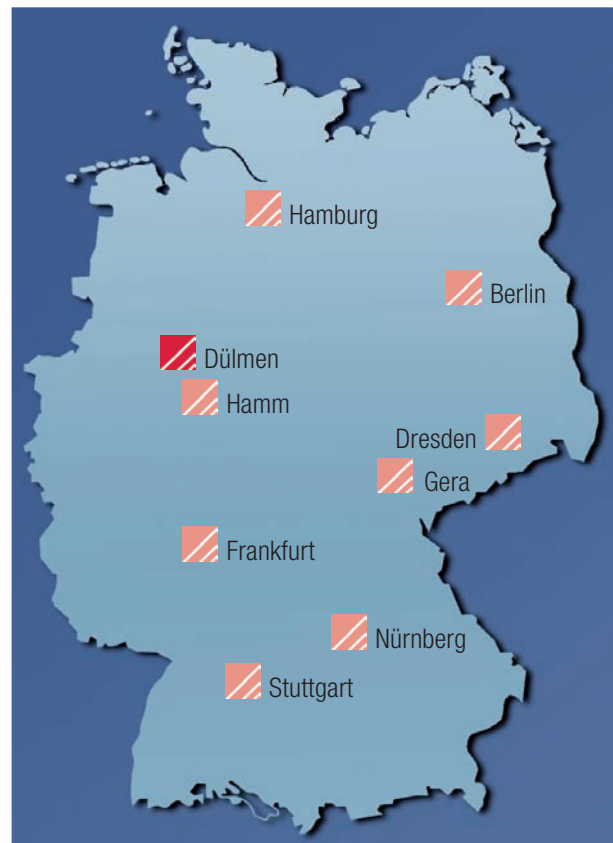 Hamburg
Berlin
Dülmen
Hamm
Dresden
Gera
Frankfurt
Nürnberg
Stuttgart